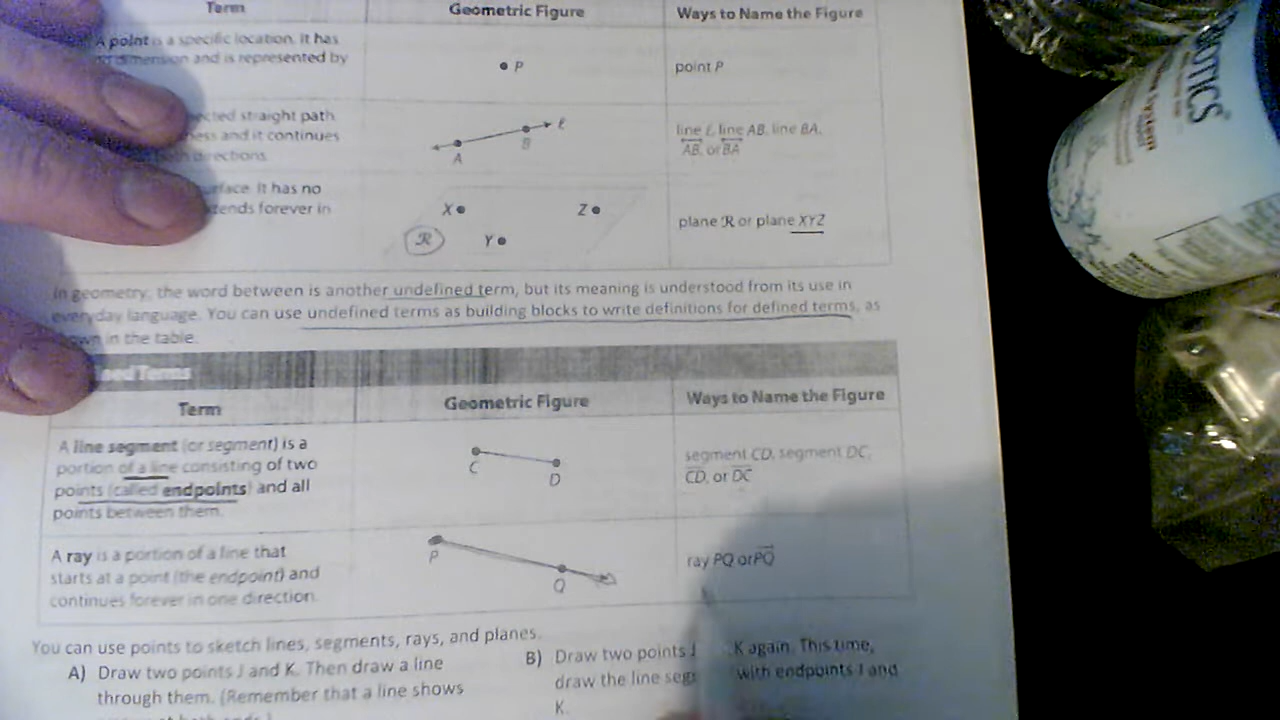 Term Geometric Figure Ways to Name the Figure
A point is a specific location. It has
dimension and is represented by
P
point P
straight path.
and it continues
directions.
A B ℓ
line ℓ, line AB, line BA,
AB, or BA
It has no
forever in
X Z
ℛ Y
plane ℛ or plane XYZ
In geometry, the word between is another undefined term, but its meaning is understood from its use in
everyday language. You can use undefined terms as building blocks to write definitions for defined terms, as
in the table.
Terms
Term Geometric Figure Ways to Name the Figure
A line segment (or segment) is a
portion of a line consisting of two
points (called endpoints) and all
points between them.
C D
segment CD, segment DC,
CD, or DC
A ray is a portion of a line that
starts at a point (the endpoint) and
continues forever in one direction.
P Q
ray PQ or PQ
You can use points to sketch lines, segments, rays, and planes.
A) Draw two points J and K. Then draw a line
through them. (Remember that a line shows
B) Draw two points J K again. This time,
draw the line with endpoints J and
K.